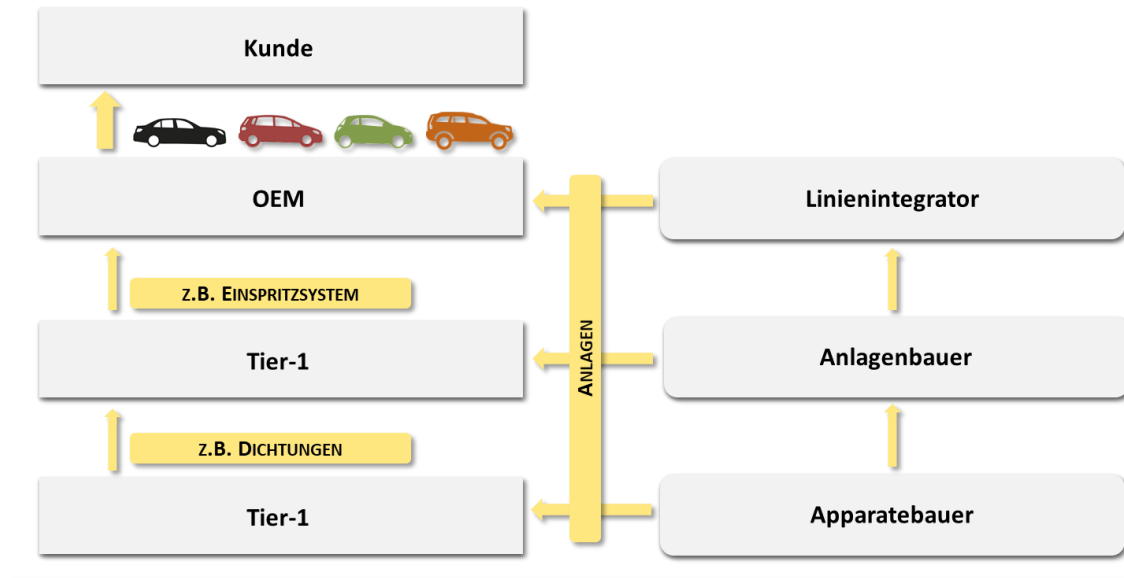 Kunde
OEM
Linienintegrator
z.B. Einspritzsystem
Tier-1
Anlagen
Anlagenbauer
z.B. Dichtungen
Tier-1
Apparatebauer